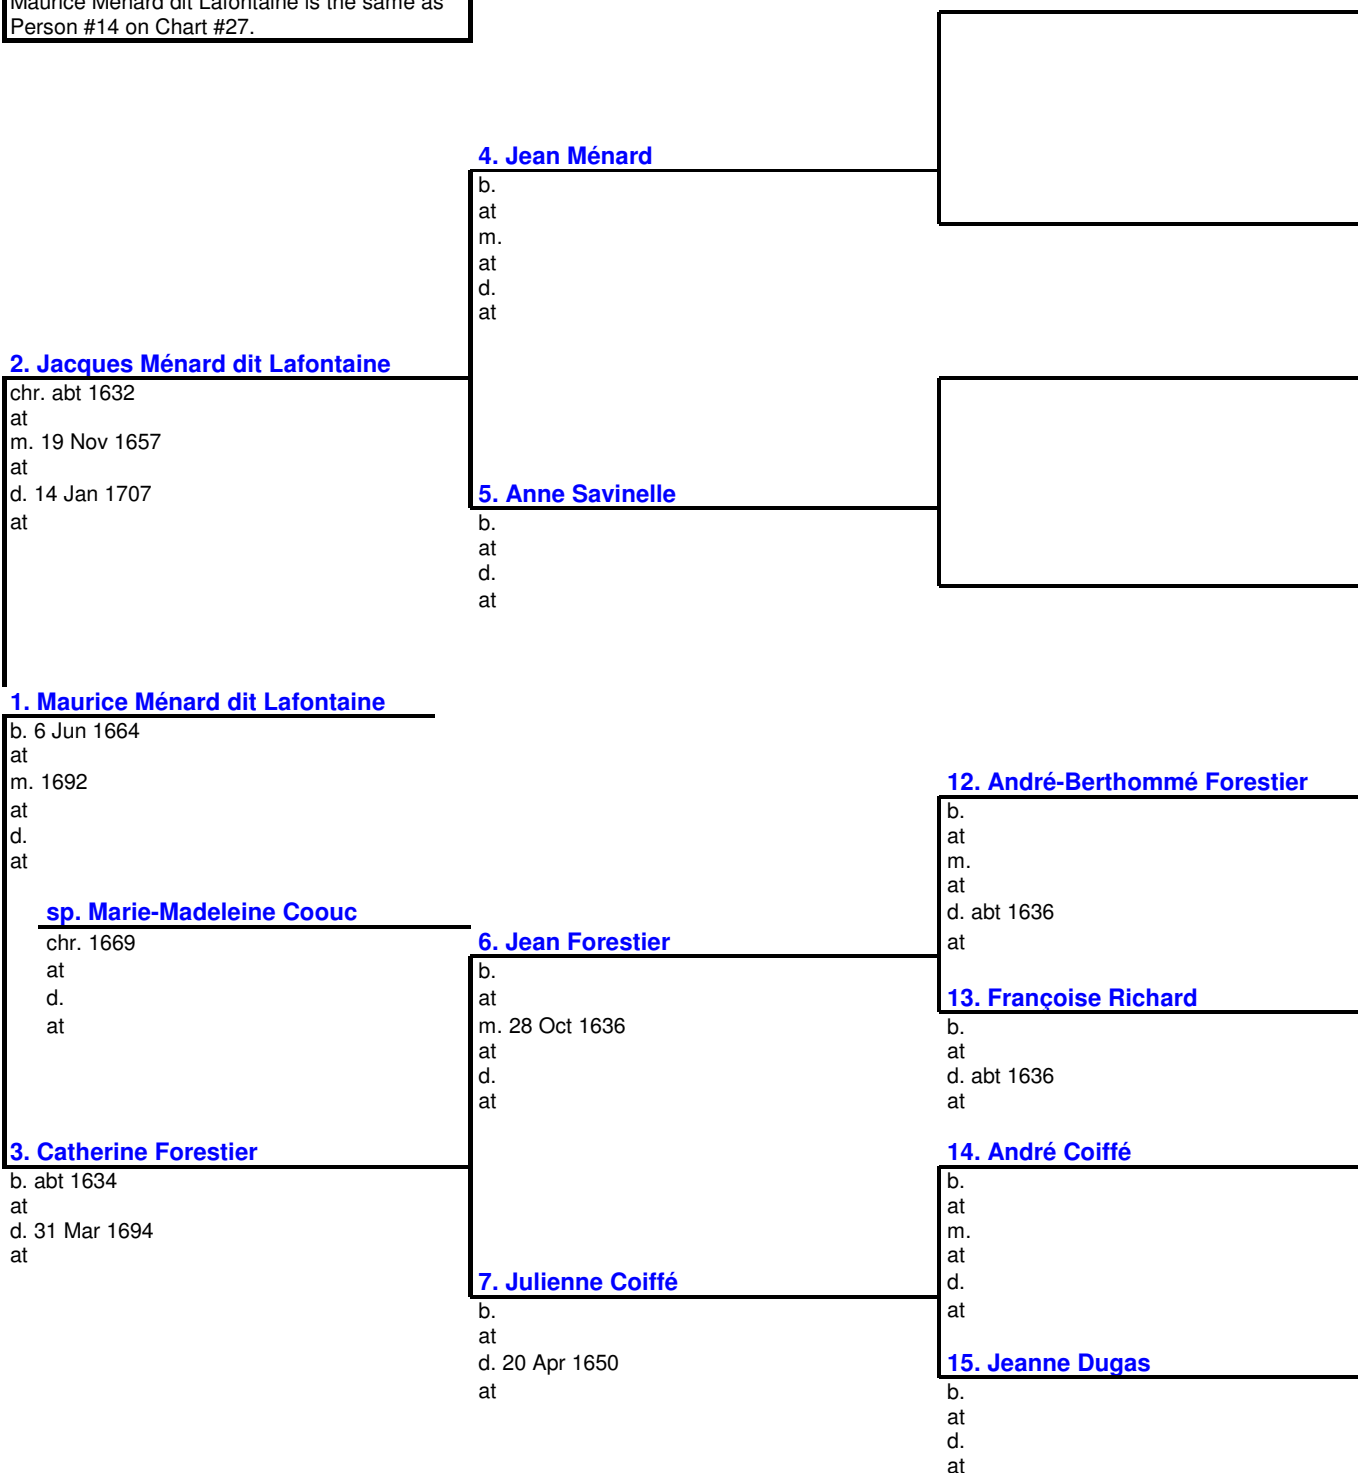 Maurice Ménard dit Lafontaine is the same as
Person #14 on Chart #27.
4. Jean Ménard
b.
at
m.
at
d.
at
2. Jacques Ménard dit Lafontaine
chr. abt 1632
at
m. 19 Nov 1657
at
d. 14 Jan 1707
at
5. Anne Savinelle
b.
at
d.
at
1. Maurice Ménard dit Lafontaine
b. 6 Jun 1664
at
m. 1692
at
d.
at
sp. Marie-Madeleine Coouc
chr. 1669
at
d.
at
12. André-Berthommé Forestier
b.
at
m.
at
d. abt 1636
at
6. Jean Forestier
b.
at
m. 28 Oct 1636
at
d.
at
13. Françoise Richard
b.
at
d. abt 1636
at
3. Catherine Forestier
b. abt 1634
at
d. 31 Mar 1694
at
14. André Coiffé
b.
at
m.
at
d.
at
7. Julienne Coiffé
b.
at
d. 20 Apr 1650
at
15. Jeanne Dugas
b.
at
d.
at